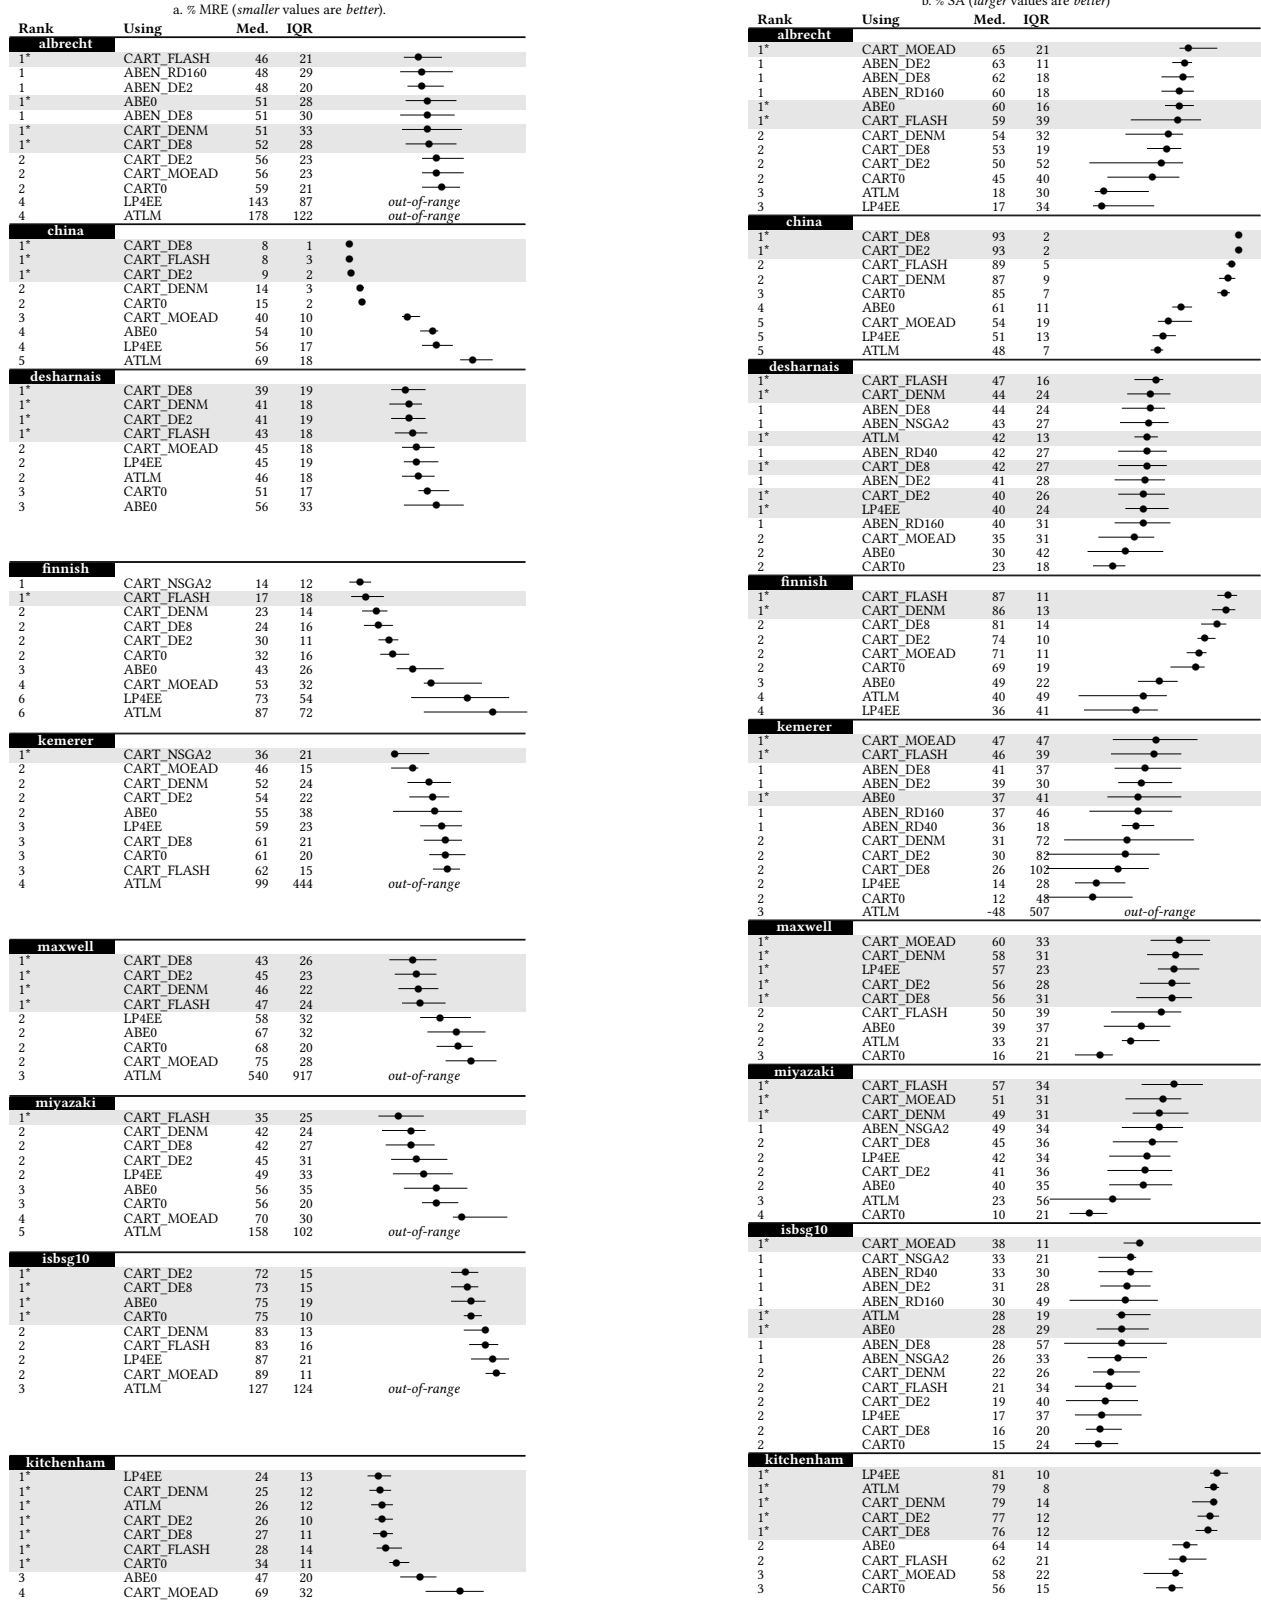 a. % MRE (smaller values are better).
Rank Using Med. IQR
albrecht
1* CART_FLASH 46 21
1 ABEN_RD160 48 29
1 ABEN_DE2 48 20
1* ABE0 51 28
1 ABEN_DE8 51 30
1* CART_DENM 51 33
1* CART_DE8 52 28
2 CART_DE2 56 23
2 CART_MOEAD 56 23
2 CART0 59 21
4 LP4EE 143 87 out-of-range
4 ATLM 178 122 out-of-range
china
1* CART_DE8 8 1
1* CART_FLASH 8 3
1* CART_DE2 9 2
2 CART_DENM 14 3
2 CART0 15 2
3 CART_MOEAD 40 10
4 ABE0 54 10
4 LP4EE 56 17
5 ATLM 69 18
desharnais
1* CART_DE8 39 19
1* CART_DENM 41 18
1* CART_DE2 41 19
1* CART_FLASH 43 18
2 CART_MOEAD 45 18
2 LP4EE 45 19
2 ATLM 46 18
3 CART0 51 17
3 ABE0 56 33
finnish
1 CART_NSGA2 14 12
1* CART_FLASH 17 18
2 CART_DENM 23 14
2 CART_DE8 24 16
2 CART_DE2 30 11
2 CART0 32 16
3 ABE0 43 26
4 CART_MOEAD 53 32
6 LP4EE 73 54
6 ATLM 87 72
kemerer
1* CART_NSGA2 36 21
2 CART_MOEAD 46 15
2 CART_DENM 52 24
2 CART_DE2 54 22
2 ABE0 55 38
3 LP4EE 59 23
3 CART_DE8 61 21
3 CART0 61 20
3 CART_FLASH 62 15
4 ATLM 99 444 out-of-range
maxwell
1* CART_DE8 43 26
1* CART_DE2 45 23
1* CART_DENM 46 22
1* CART_FLASH 47 24
2 LP4EE 58 32
2 ABE0 67 32
2 CART0 68 20
2 CART_MOEAD 75 28
3 ATLM 540 917 out-of-range
miyazaki
1* CART_FLASH 35 25
2 CART_DENM 42 24
2 CART_DE8 42 27
2 CART_DE2 45 31
2 LP4EE 49 33
3 ABE0 56 35
3 CART0 56 20
4 CART_MOEAD 70 30
5 ATLM 158 102 out-of-range
isbsg10
1* CART_DE2 72 15
1* CART_DE8 73 15
1* ABE0 75 19
1* CART0 75 10
2 CART_DENM 83 13
2 CART_FLASH 83 16
2 LP4EE 87 21
2 CART_MOEAD 89 11
3 ATLM 127 124 out-of-range
kitchenham
1* LP4EE 24 13
1* CART_DENM 25 12
1* ATLM 26 12
1* CART_DE2 26 10
1* CART_DE8 27 11
1* CART_FLASH 28 14
1* CART0 34 11
3 ABE0 47 20
4 CART_MOEAD 69 32
b. % SA (larger values are better)
Rank Using Med. IQR
albrecht
1* CART_MOEAD 65 21
1 ABEN_DE2 63 11
1 ABEN_DE8 62 18
1 ABEN_RD160 60 18
1* ABE0 60 16
1* CART_FLASH 59 39
2 CART_DENM 54 32
2 CART_DE8 53 19
2 CART_DE2 50 52
2 CART0 45 40
3 ATLM 18 30
3 LP4EE 17 34
china
1* CART_DE8 93 2
1* CART_DE2 93 2
2 CART_FLASH 89 5
2 CART_DENM 87 9
3 CART0 85 7
4 ABE0 61 11
5 CART_MOEAD 54 19
5 LP4EE 51 13
5 ATLM 48 7
desharnais
1* CART_FLASH 47 16
1* CART_DENM 44 24
1 ABEN_DE8 44 24
1 ABEN_NSGA2 43 27
1* ATLM 42 13
1 ABEN_RD40 42 27
1* CART_DE8 42 27
1 ABEN_DE2 41 28
1* CART_DE2 40 26
1* LP4EE 40 24
1 ABEN_RD160 40 31
2 CART_MOEAD 35 31
2 ABE0 30 42
2 CART0 23 18
finnish
1* CART_FLASH 87 11
1* CART_DENM 86 13
2 CART_DE8 81 14
2 CART_DE2 74 10
2 CART_MOEAD 71 11
2 CART0 69 19
3 ABE0 49 22
4 ATLM 40 49
4 LP4EE 36 41
kemerer
1* CART_MOEAD 47 47
1* CART_FLASH 46 39
1 ABEN_DE8 41 37
1 ABEN_DE2 39 30
1* ABE0 37 41
1 ABEN_RD160 37 46
1 ABEN_RD40 36 18
2 CART_DENM 31 72
2 CART_DE2 30 82
2 CART_DE8 26 102
2 LP4EE 14 28
2 CART0 12 48
3 ATLM -48 507 out-of-range
maxwell
1* CART_MOEAD 60 33
1* CART_DENM 58 31
1* LP4EE 57 23
1* CART_DE2 56 28
1* CART_DE8 56 31
2 CART_FLASH 50 39
2 ABE0 39 37
2 ATLM 33 21
3 CART0 16 21
miyazaki
1* CART_FLASH 57 34
1* CART_MOEAD 51 31
1* CART_DENM 49 31
1 ABEN_NSGA2 49 34
2 CART_DE8 45 36
2 LP4EE 42 34
2 CART_DE2 41 36
2 ABE0 40 35
3 ATLM 23 56
4 CART0 10 21
isbsg10
1* CART_MOEAD 38 11
1 CART_NSGA2 33 21
1 ABEN_RD40 33 30
1 ABEN_DE2 31 28
1 ABEN_RD160 30 49
1* ATLM 28 19
1* ABE0 28 29
1 ABEN_DE8 28 57
1 ABEN_NSGA2 26 33
2 CART_DENM 22 26
2 CART_FLASH 21 34
2 CART_DE2 19 40
2 LP4EE 17 37
2 CART_DE8 16 20
2 CART0 15 24
kitchenham
1* LP4EE 81 10
1* ATLM 79 8
1* CART_DENM 79 14
1* CART_DE2 77 12
1* CART_DE8 76 12
2 ABE0 64 14
2 CART_FLASH 62 21
3 CART_MOEAD 58 22
3 CART0 56 15